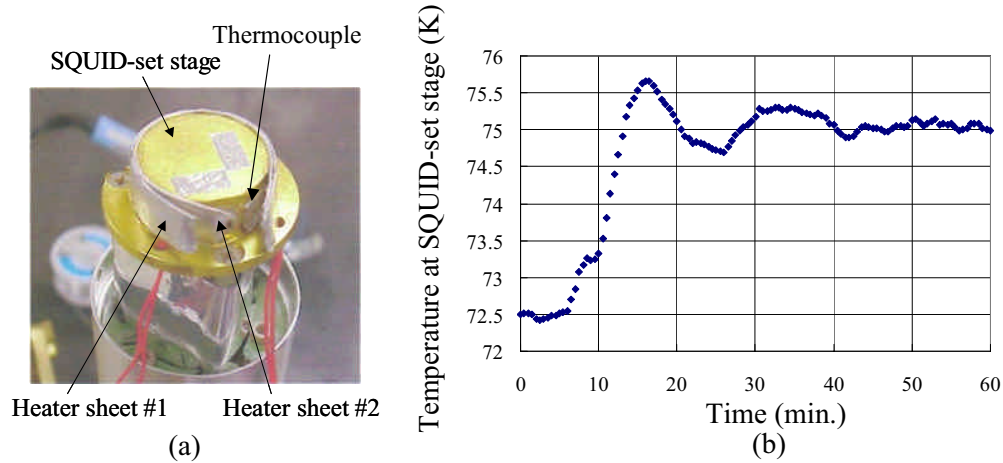 Thermocouple
SQUID-set stage
Heater sheet #1
Heater sheet #2
(a)
Temperature at SQUID-set stage (K)
76
75.5
75
74.5
74
73.5
73
72.5
72
0 10 20 30 40 50 60
Time (min.)
(b)